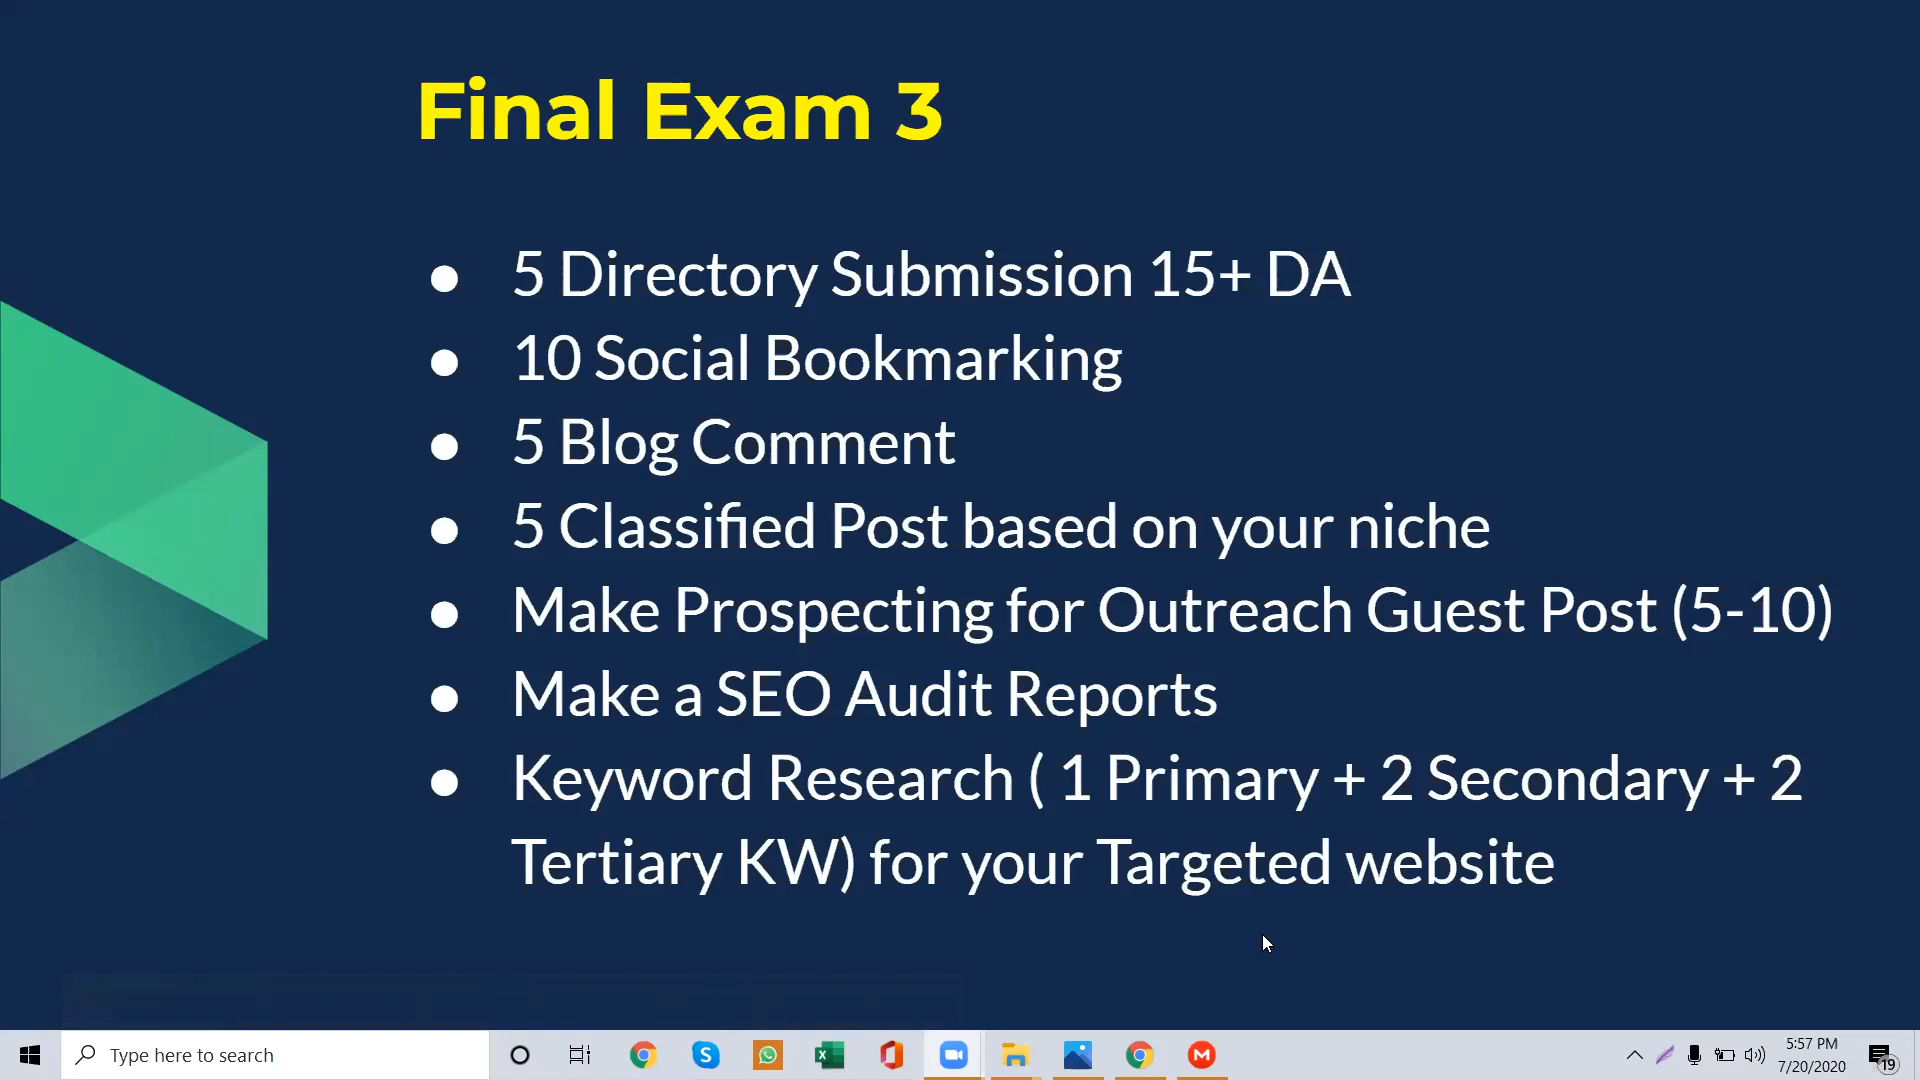 Final Exam 3
● 5 Directory Submission 15+ DA
● 10 Social Bookmarking
● 5 Blog Comment
● 5 Classified Post based on your niche
● Make Prospecting for Outreach Guest Post (5-10)
● Make a SEO Audit Reports
● Keyword Research ( 1 Primary + 2 Secondary + 2
Tertiary KW) for your Targeted website
Type here to search
5:57 PM
7/20/2020
19